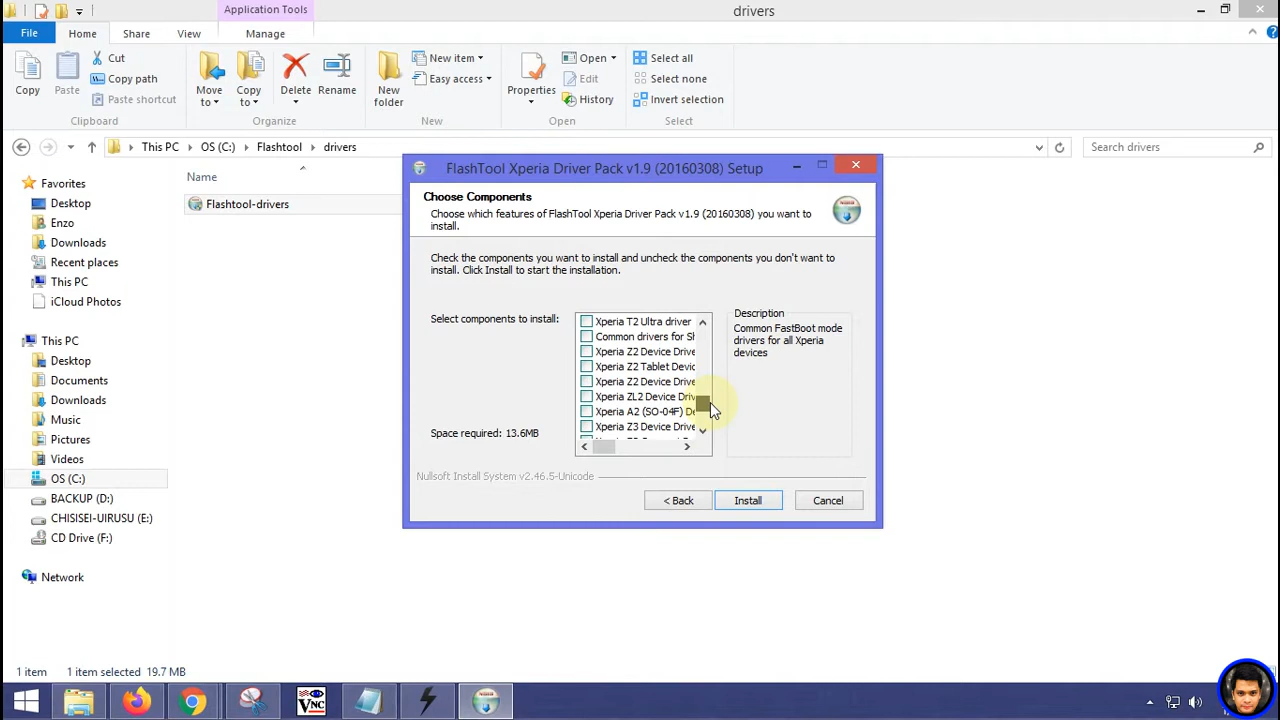 Application Tools
drivers
File
Home
Share
View
Manage
Copy
Paste
Cut
Copy path
Paste shortcut
Clipboard
Move to
Copy to
Delete
Rename
Organize
New folder
New item
Easy access
New
Properties
Open
Edit
History
Open
Select all
Select none
Invert selection
Select
This PC
OS (C:)
Flashtool
drivers
Search drivers
Favorites
Desktop
Enzo
Downloads
Recent places
This PC
iCloud Photos
This PC
Desktop
Documents
Downloads
Music
Pictures
Videos
OS (C:)
BACKUP (D:)
CHISISEI-UIRUSU (E:)
CD Drive (F:)
Network
Name
Flashtool-drivers
FlashTool Xperia Driver Pack v1.9 (20160308) Setup
Choose Components
Choose which features of FlashTool Xperia Driver Pack v1.9 (20160308) you want to
install.
Check the components you want to install and uncheck the components you don't want to
install. Click Install to start the installation.
Select components to install:
Xperia T2 Ultra driver
Common drivers for Sh
Xperia Z2 Device Drive
Xperia Z2 Tablet Devic
Xperia Z2 Device Drive
Xperia ZL2 Device Driv
Xperia A2 (SO-04F) De
Xperia Z3 Device Drive
Description
Common FastBoot mode
drivers for all Xperia
devices
Space required: 13.6MB
Nullsoft Install System v2.46.5-Unicode
< Back
Install
Cancel
1 item
1 item selected
19.7 MB
VNC